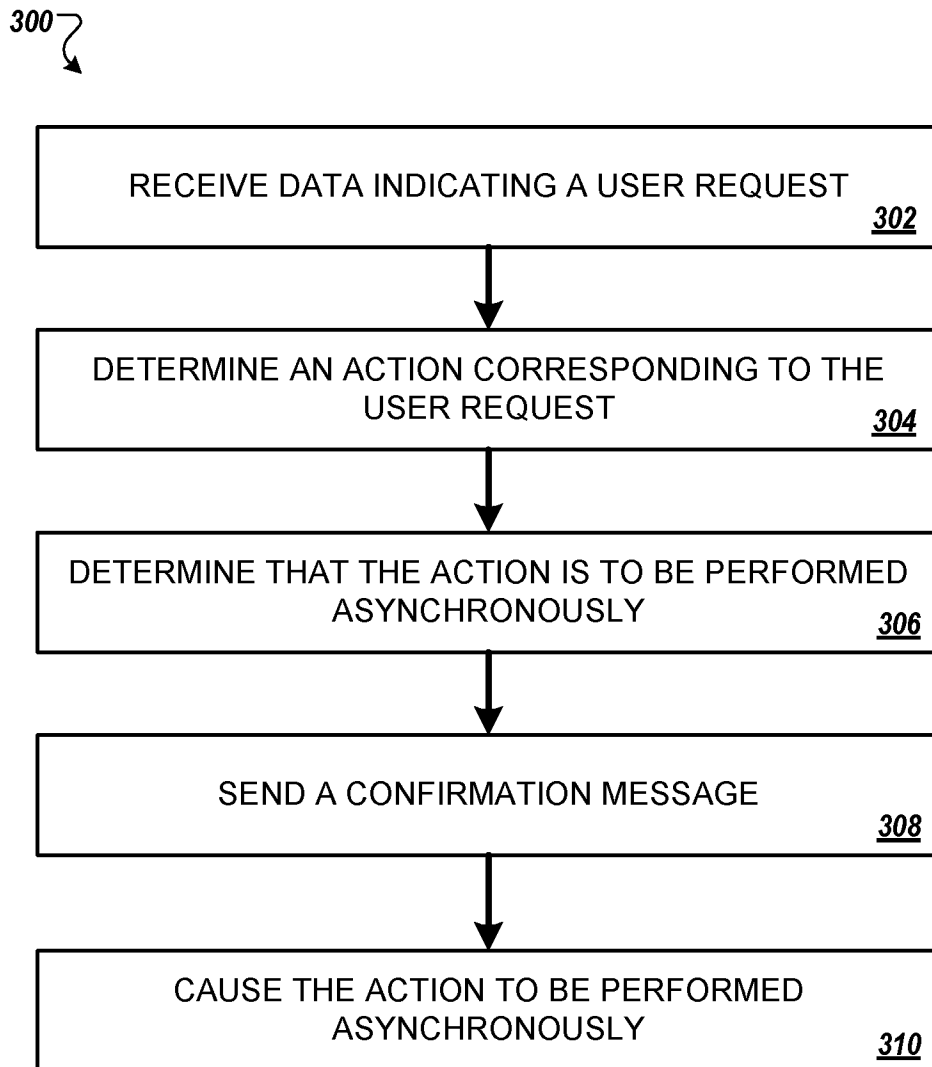 300
RECEIVE DATA INDICATING A USER REQUEST
302
DETERMINE AN ACTION CORRESPONDING TO THE
USER REQUEST
304
DETERMINE THAT THE ACTION IS TO BE PERFORMED
ASYNCHRONOUSLY
306
SEND A CONFIRMATION MESSAGE
308
CAUSE THE ACTION TO BE PERFORMED
ASYNCHRONOUSLY
310